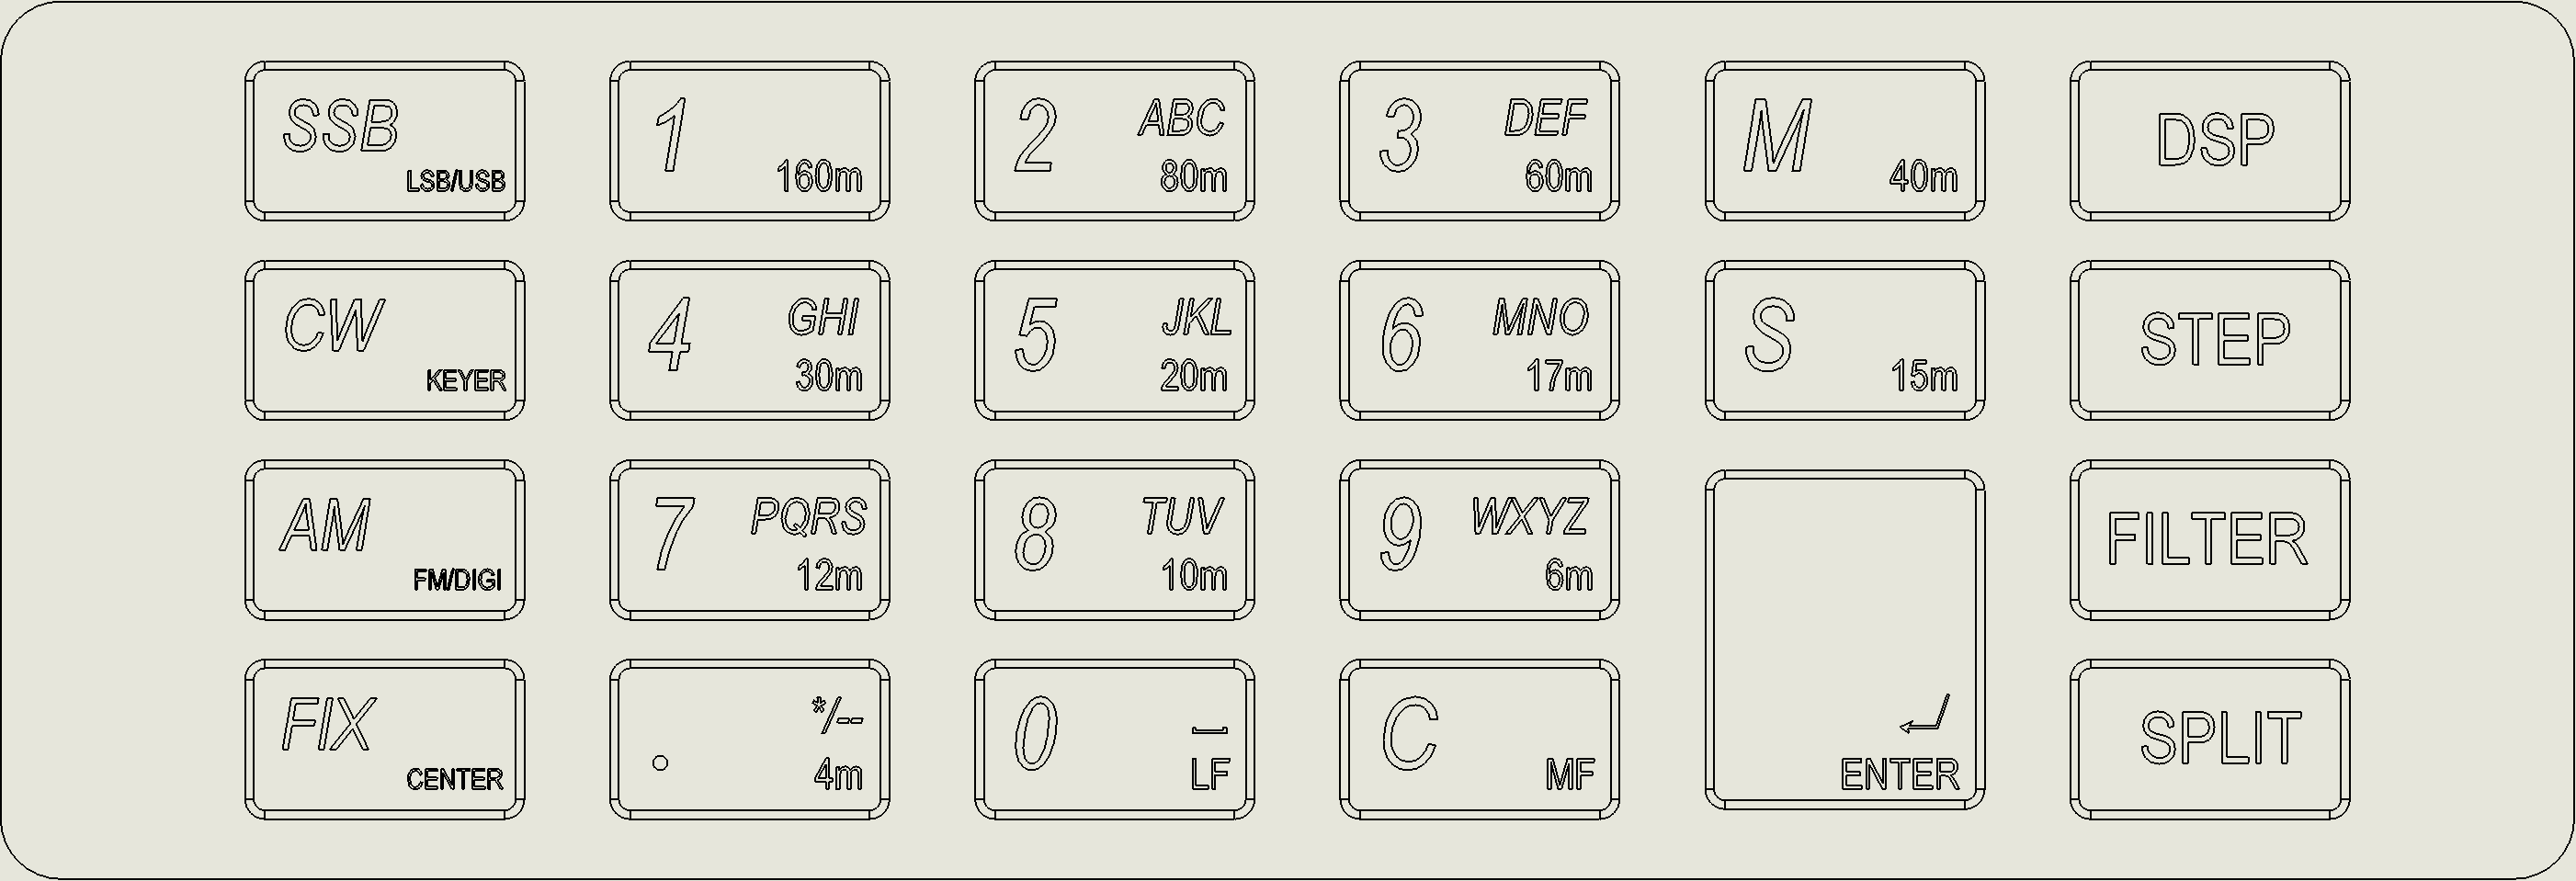 SSB
LSB/USB
1
160m
2 ABC
80m
3 DEF
60m
M
40m
DSP
CW
KEYER
4 GHI
30m
5 JKL
20m
6 MNO
17m
S
15m
STEP
AM
FM/DIGI
7 PQRS
12m
8 TUV
10m
9 WXYZ
6m
FILTER
FIX
CENTER
. */--
4m
0 ⎵
LF
C
MF
↵
ENTER
SPLIT